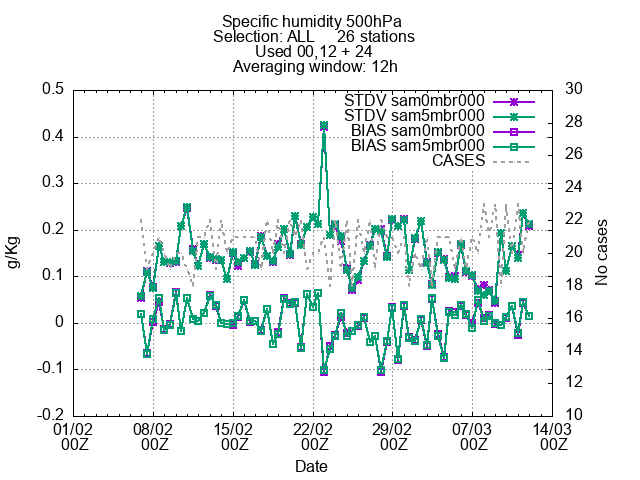 Specific humidity 500hPa
Selection: ALL     26 stations
Used 00,12 + 24
Averaging window: 12h
STDV sam0mbr000
STDV sam5mbr000
BIAS sam0mbr000
BIAS sam5mbr000
CASES
0.5
0.4
0.3
0.2
0.1
0
-0.1
-0.2
g/Kg
30
28
26
24
22
20
18
16
14
12
10
No cases
01/02 08/02 15/02 22/02 29/02 07/03 14/03
00Z 00Z 00Z 00Z 00Z 00Z 00Z
Date